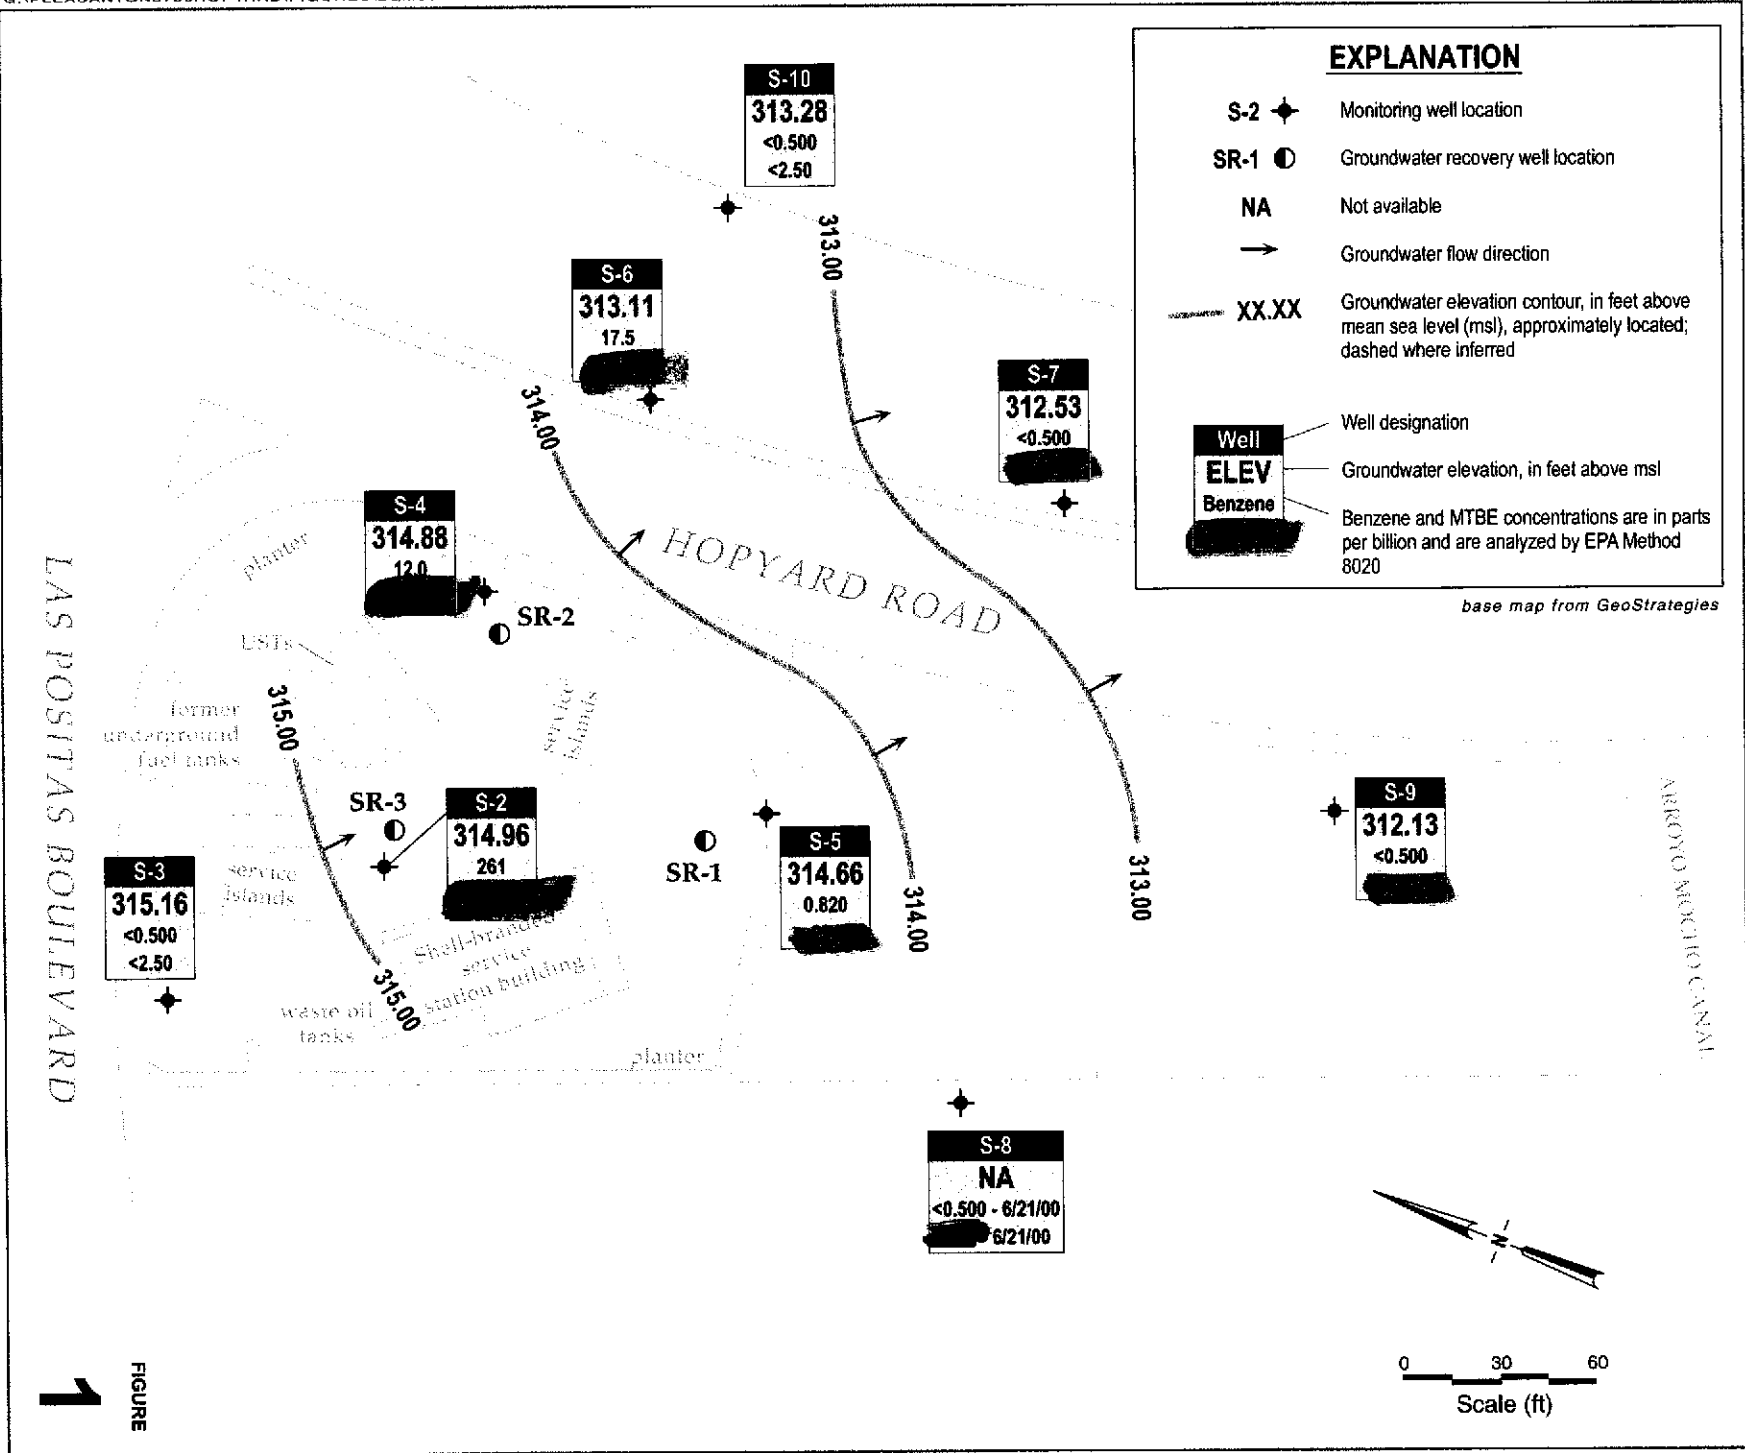 EXPLANATION
S-2 Monitoring well location
SR-1 Groundwater recovery well location
NA Not available
Groundwater flow direction
XX.XX Groundwater elevation contour, in feet above
mean sea level (msl), approximately located;
dashed where inferred
Well
ELEV
Benzene
Well designation
Groundwater elevation, in feet above msl
Benzene and MTBE concentrations are in parts
per billion and are analyzed by EPA Method
8020
base map from GeoStrategies
S-10
313.28
<0.500
<2.50
313.00
S-6
313.11
17.5
314.00
S-7
312.53
<0.500
S-4
314.88
12.0
SR-2
HOPYARD ROAD
planter
USTs
former
underground
fuel tanks
service
islands
315.00
LAS POSITAS BOULEVARD
SR-3
S-2
314.96
261
SR-1
S-5
314.66
0.820
314.00
313.00
S-9
312.13
<0.500
ARROYO MOCHO CANAL
S-3
315.16
<0.500
<2.50
service
islands
Shell-branded
service
station building
315.00
waste oil
tanks
planter
S-8
NA
<0.500 - 6/21/00
6/21/00
N
0 30 60
Scale (ft)
FIGURE
1